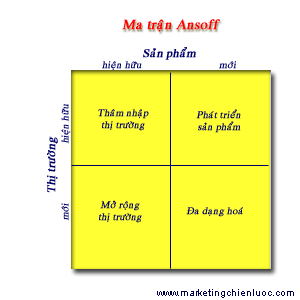 Ma trận Ansoff
Sản phẩm
hiện hữu mới
Thị trường
hiện hữu
mới
Thâm nhập
thị trường
Phát triển
sản phẩm
Mở rộng
thị trường
Đa dạng hoá
www.marketingchienluoc.com